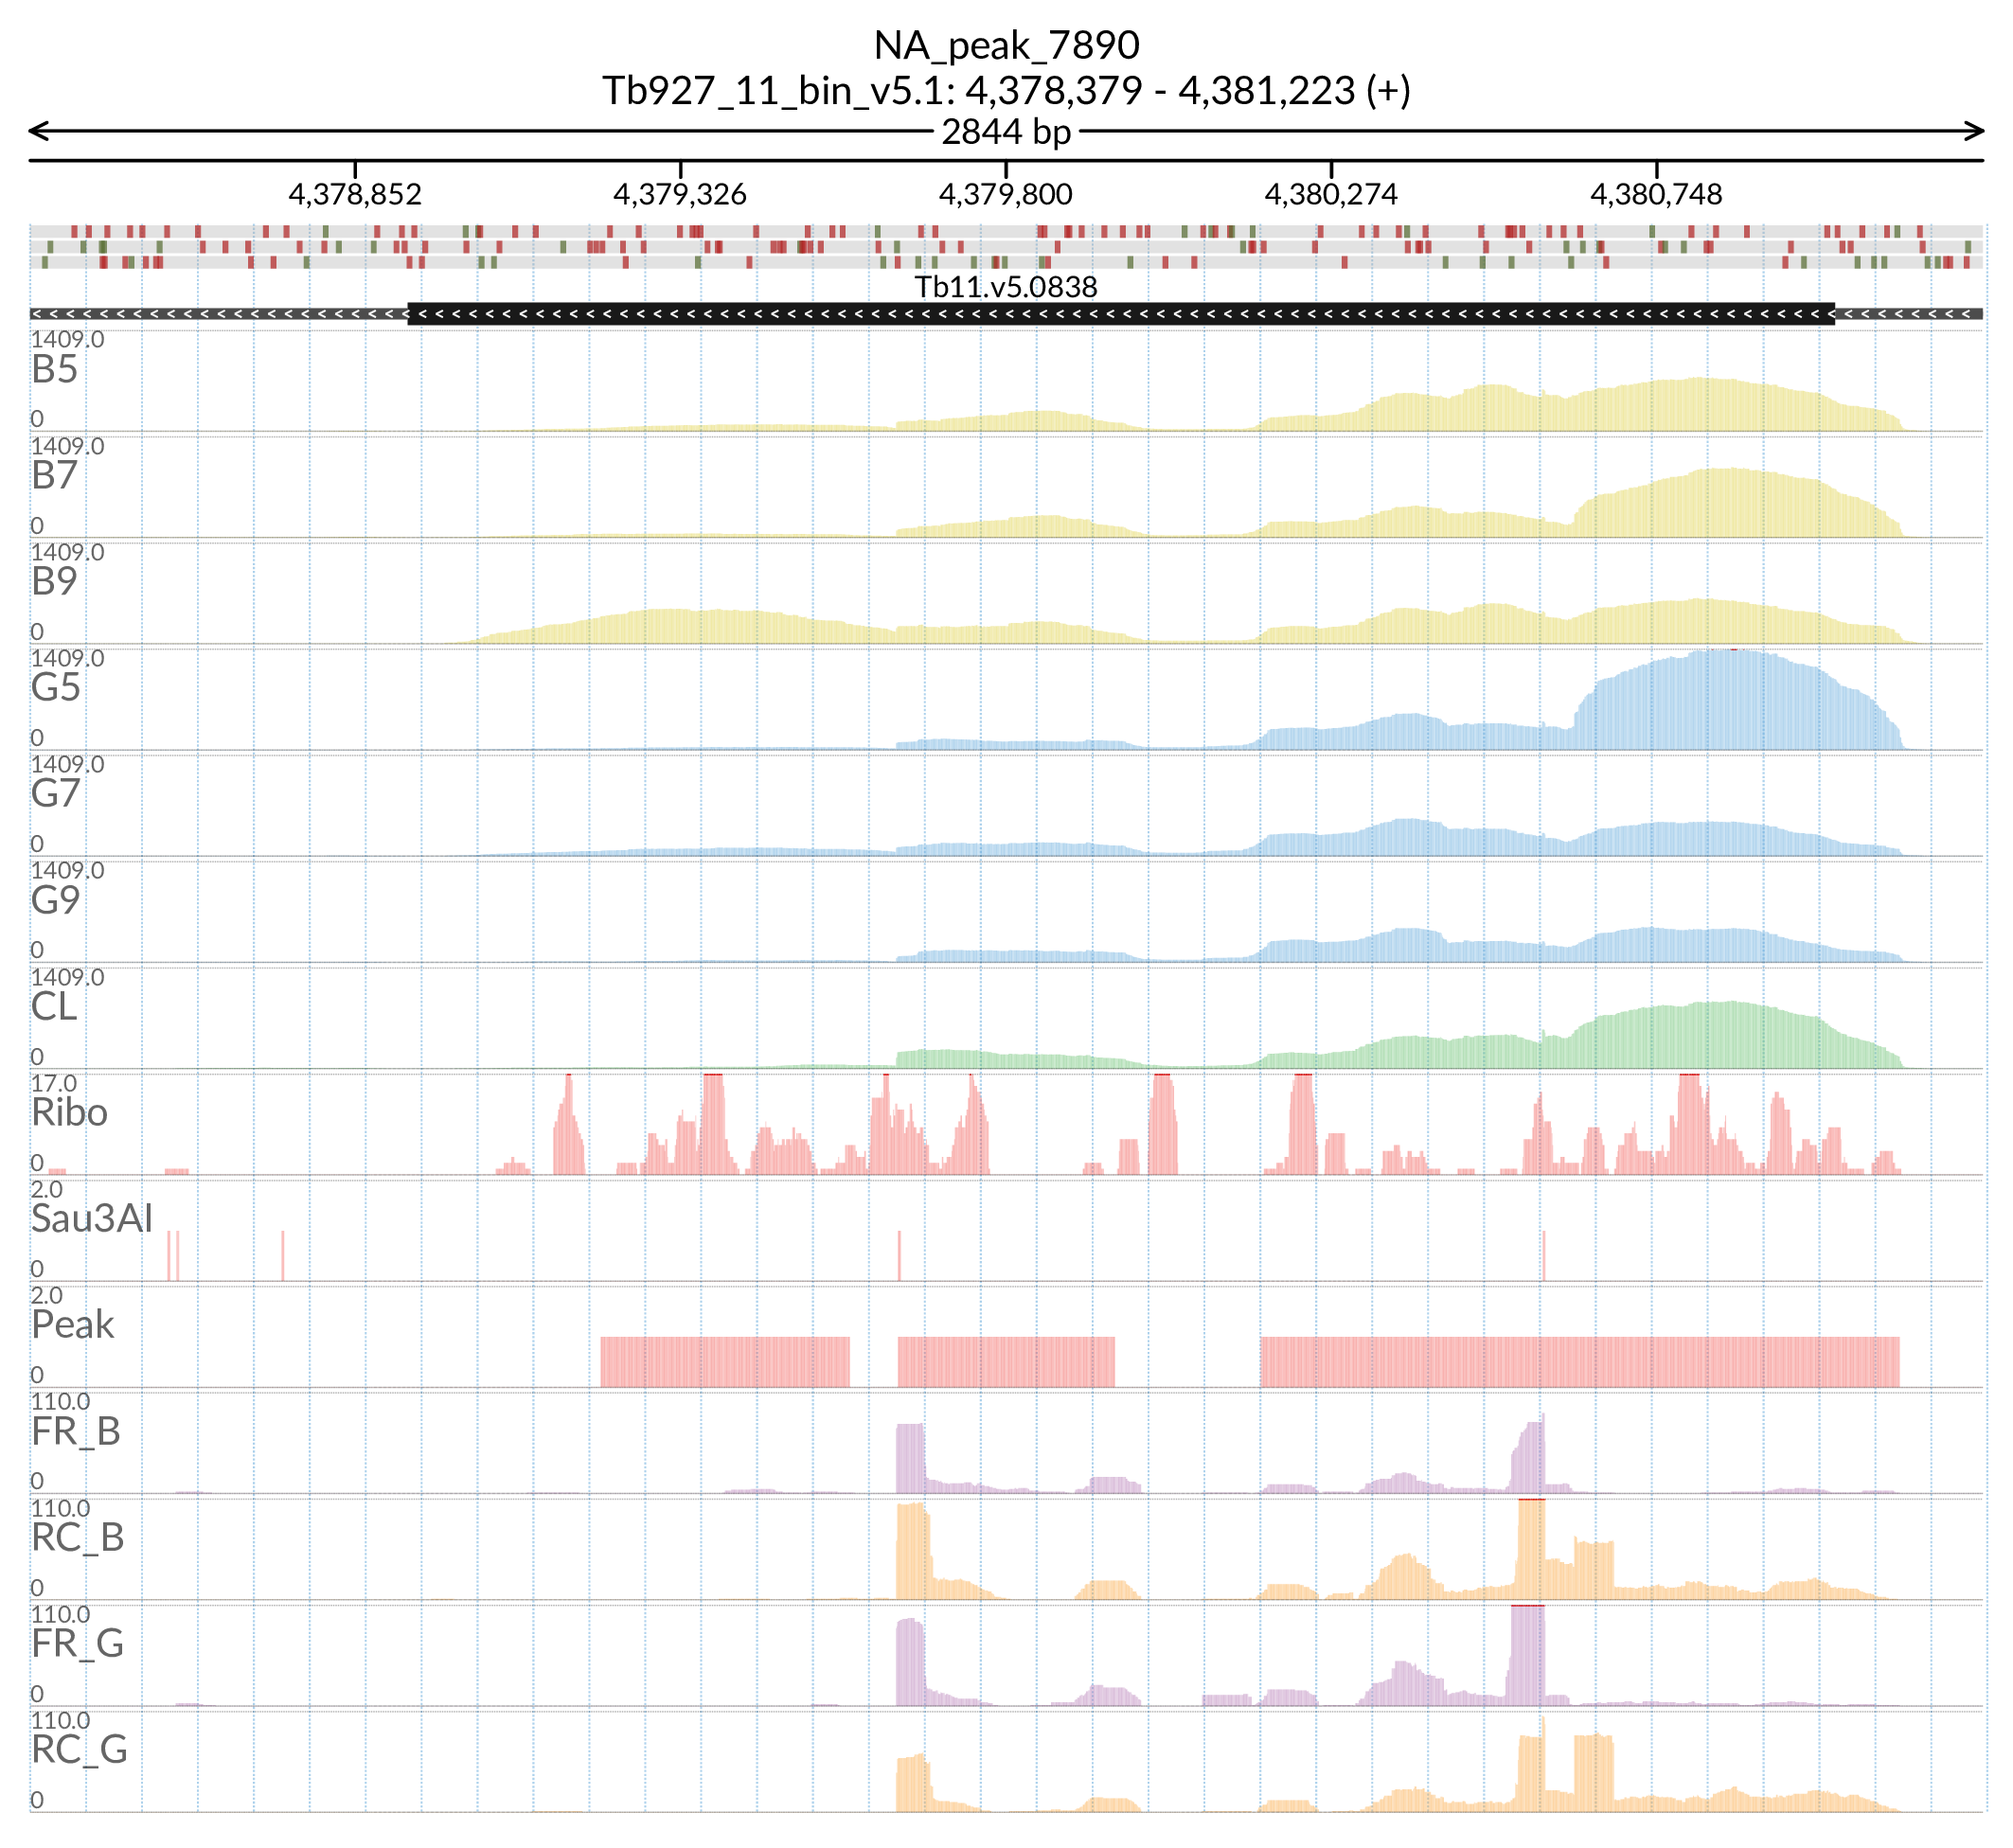 NA_peak_7890
Tb927_11_bin_v5.1: 4,378,379 - 4,381,223 (+)
2844 bp
4,378,852 4,379,326 4,379,800 4,380,274 4,380,748
Tb11.v5.0838
1409.0
B5
0
1409.0
B7
0
1409.0
B9
0
1409.0
G5
0
1409.0
G7
0
1409.0
G9
0
1409.0
CL
0
17.0
Ribo
0
2.0
Sau3AI
0
2.0
Peak
0
110.0
FR_B
0
110.0
RC_B
0
110.0
FR_G
0
110.0
RC_G
0